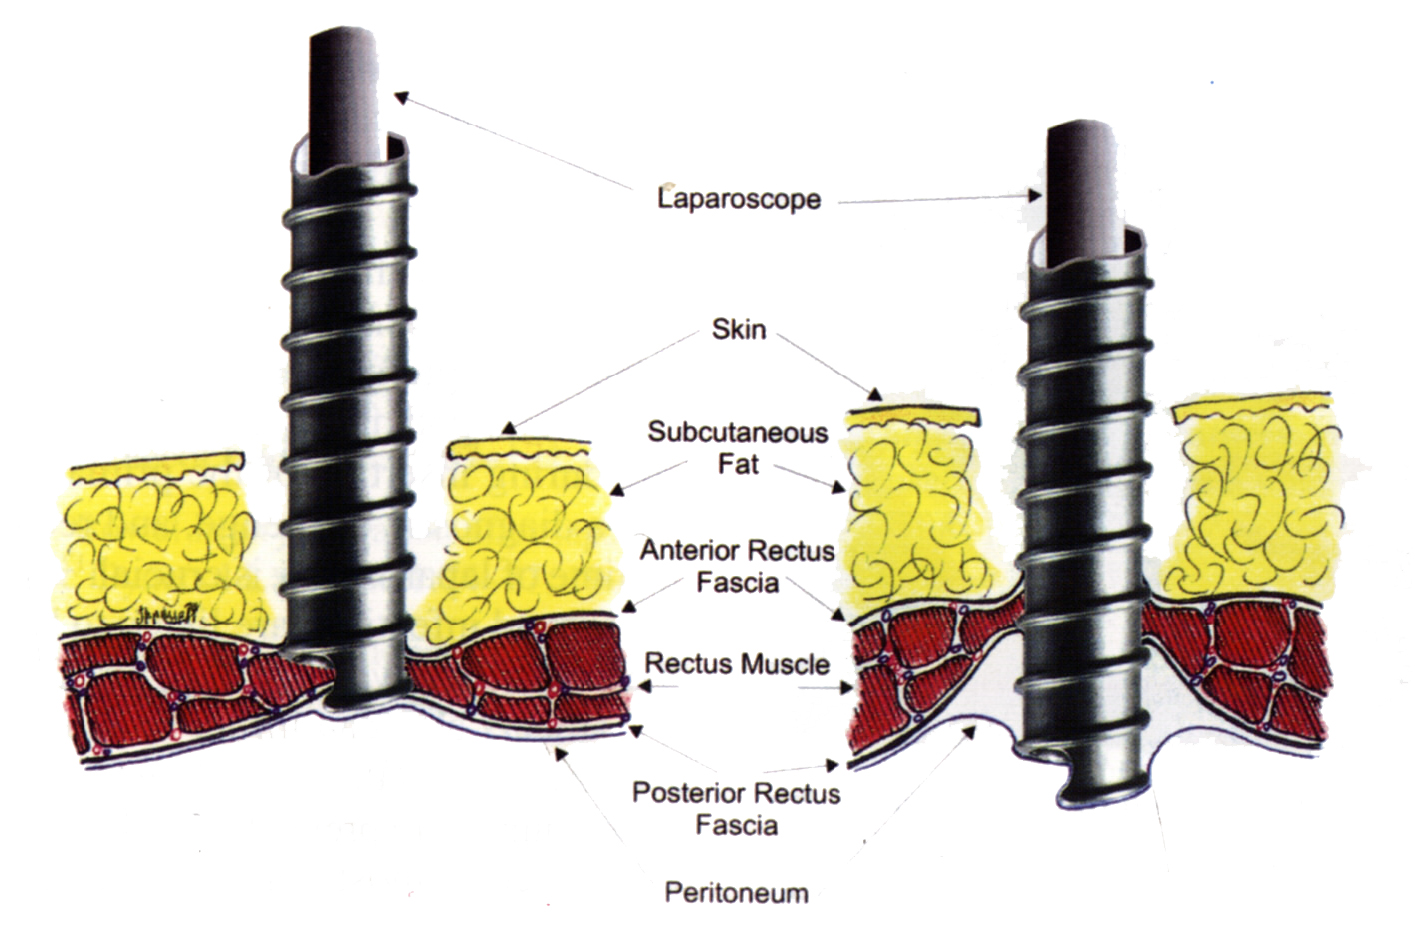 Laparoscope
Skin
Subcutaneous
Fat
Anterior Rectus
Fascia
Rectus Muscle
Posterior Rectus
Fascia
Peritoneum